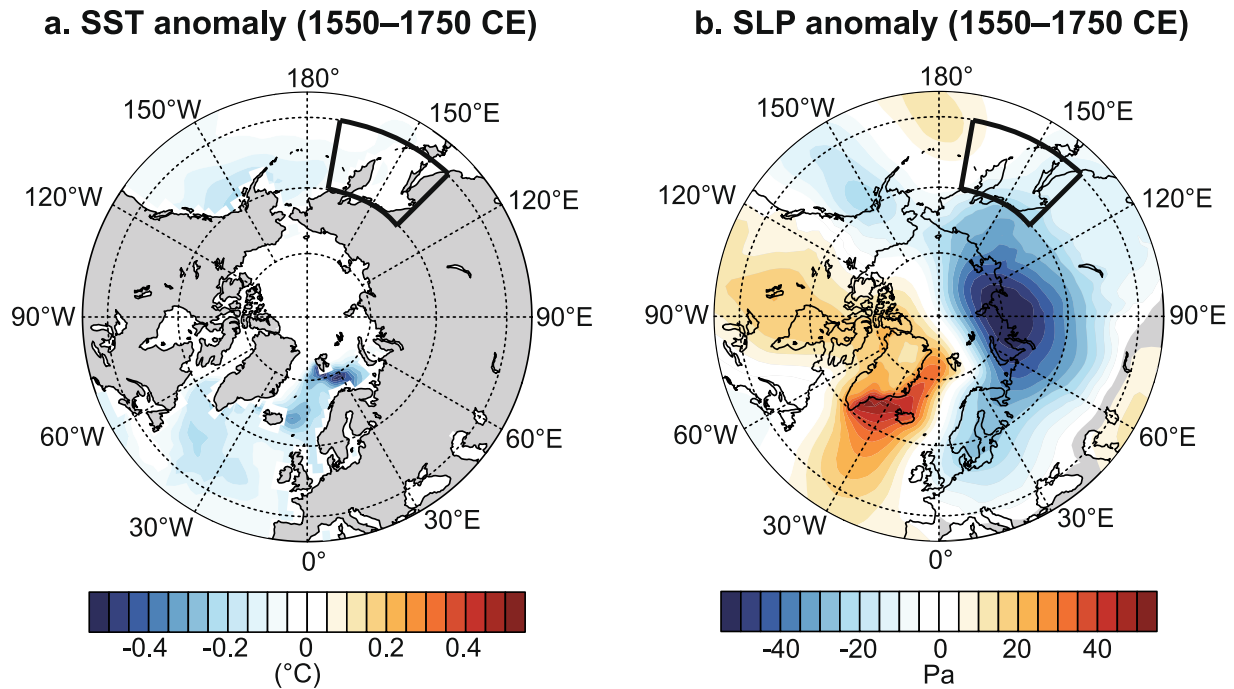 a. SST anomaly (1550–1750 CE)
180°
150°W
150°E
120°W
120°E
90°W
90°E
60°W
60°E
30°W
30°E
0°
-0.4 -0.2 0 0.2 0.4
(°C)
b. SLP anomaly (1550–1750 CE)
180°
150°W
150°E
120°W
120°E
90°W
90°E
60°W
60°E
30°W
30°E
0°
-40 -20 0 20 40
Pa